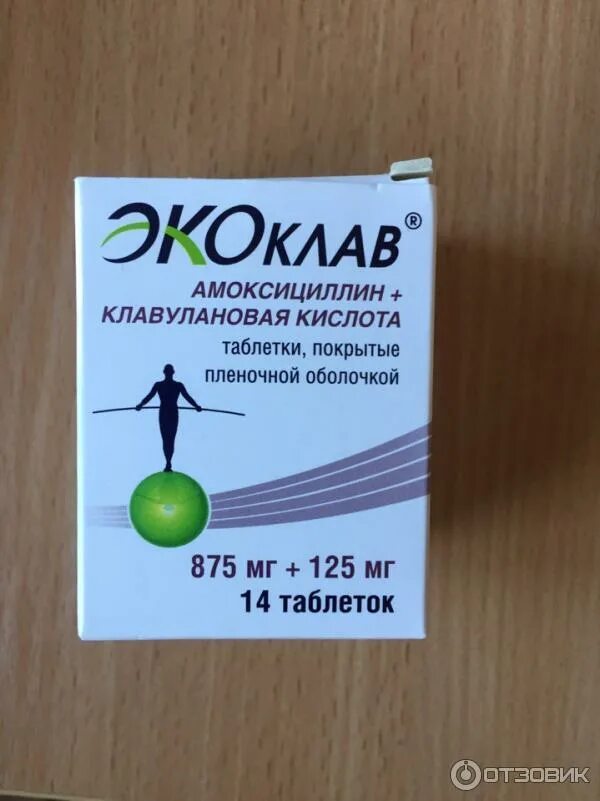 ЭКОклав®
АМОКСИЦИЛЛИН +
КЛАВУЛАНОВАЯ КИСЛОТА
таблетки, покрытые
пленочной оболочкой
875 мг + 125 мг
14 таблеток
ОТЗОВИК